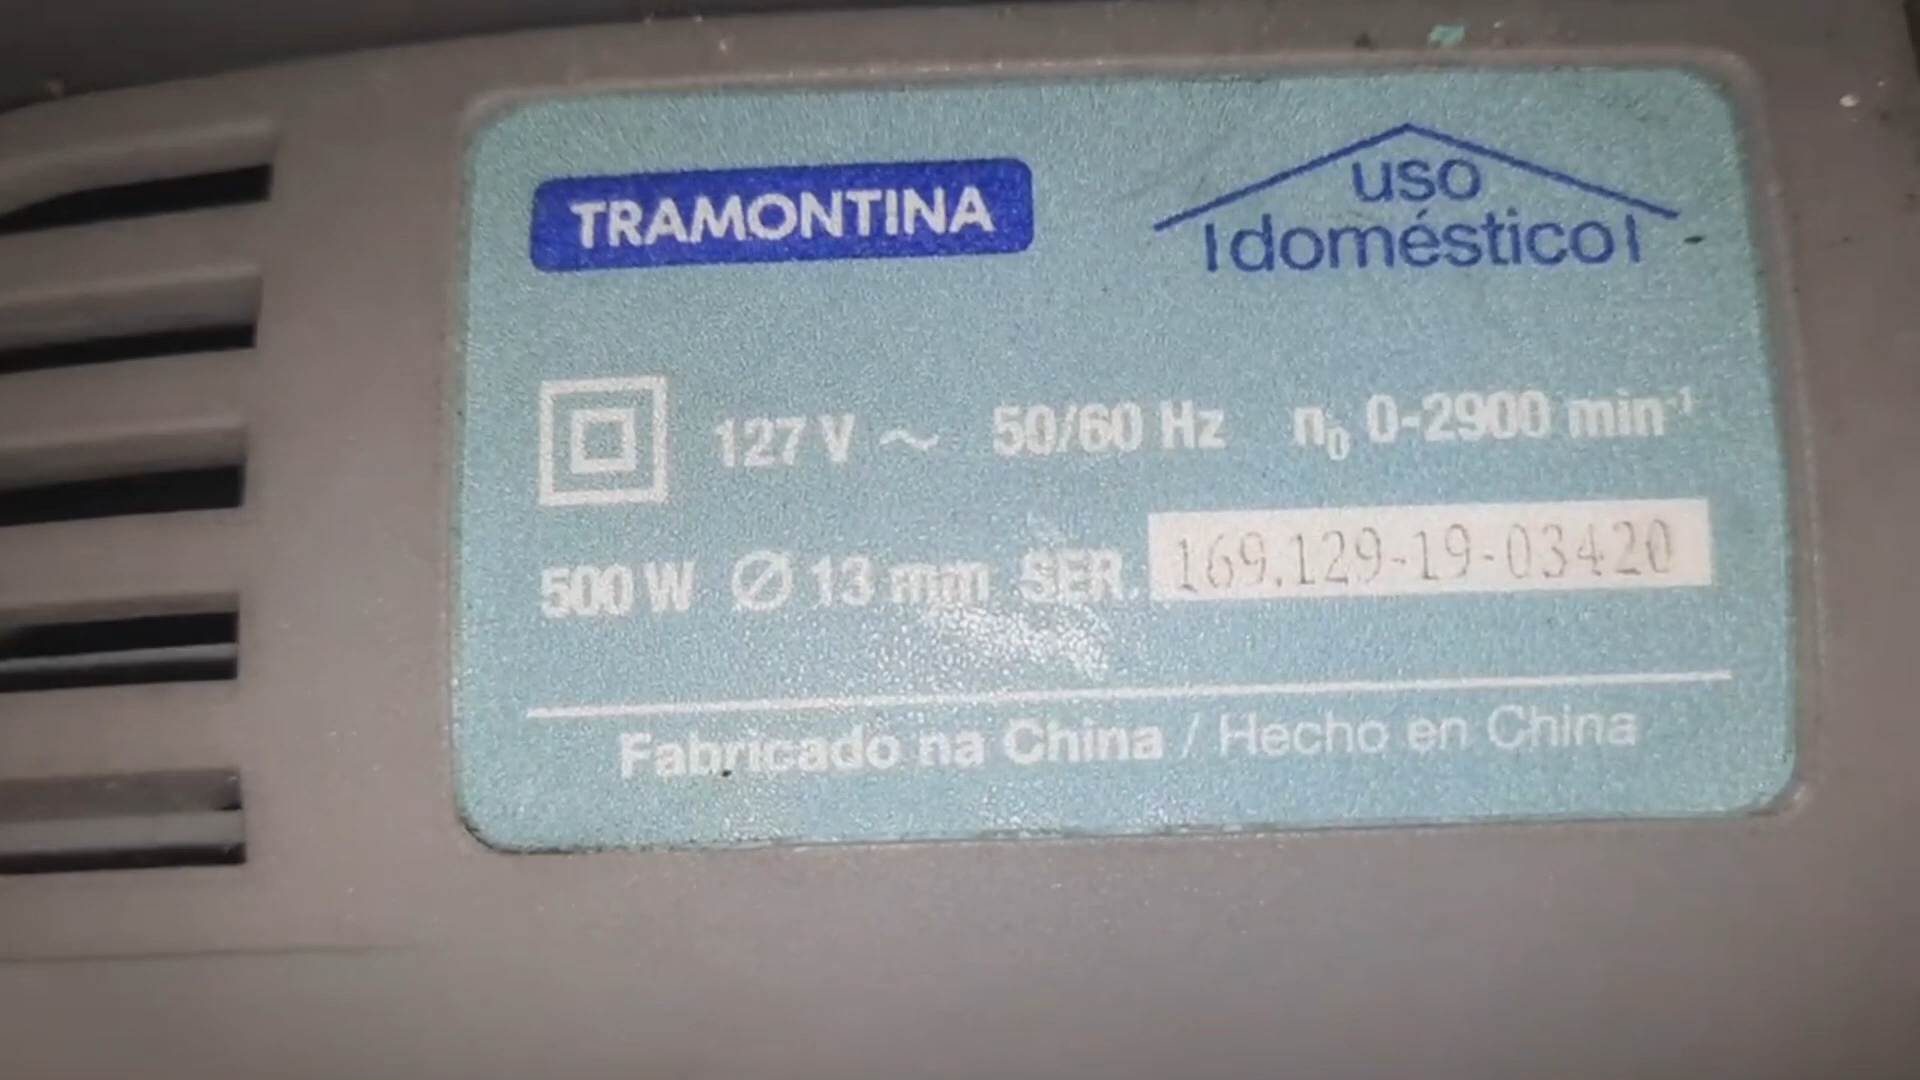 TRAMONTINA
uso
doméstico
127 V ~ 50/60 Hz n₀ 0-2900 min⁻¹
500 W Ø 13 mm SER. 169.129-19-03420
Fabricado na China / Hecho en China